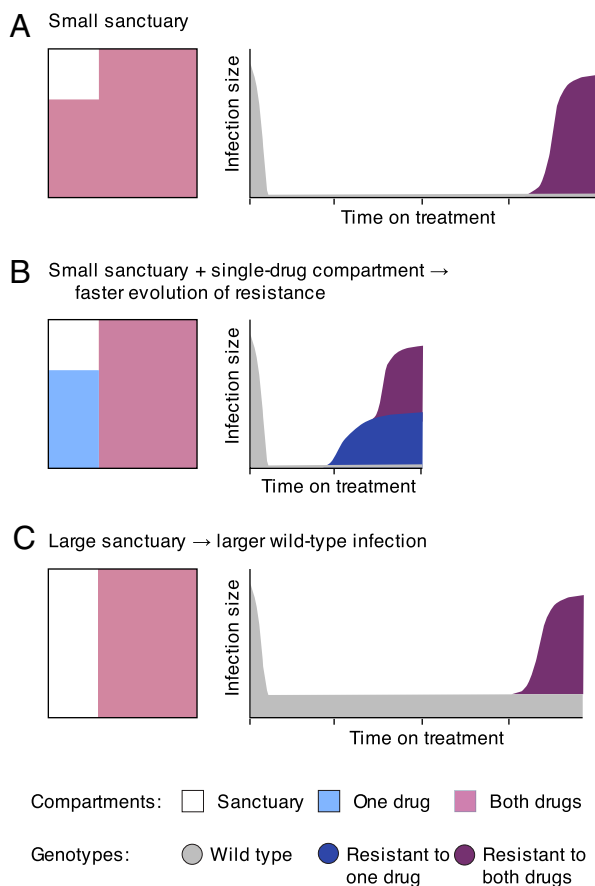 A Small sanctuary
Infection size
Time on treatment
B Small sanctuary + single-drug compartment →
faster evolution of resistance
Infection size
Time on treatment
C Large sanctuary → larger wild-type infection
Infection size
Time on treatment
Compartments: Sanctuary One drug Both drugs
Genotypes: Wild type Resistant to Resistant to
one drug both drugs